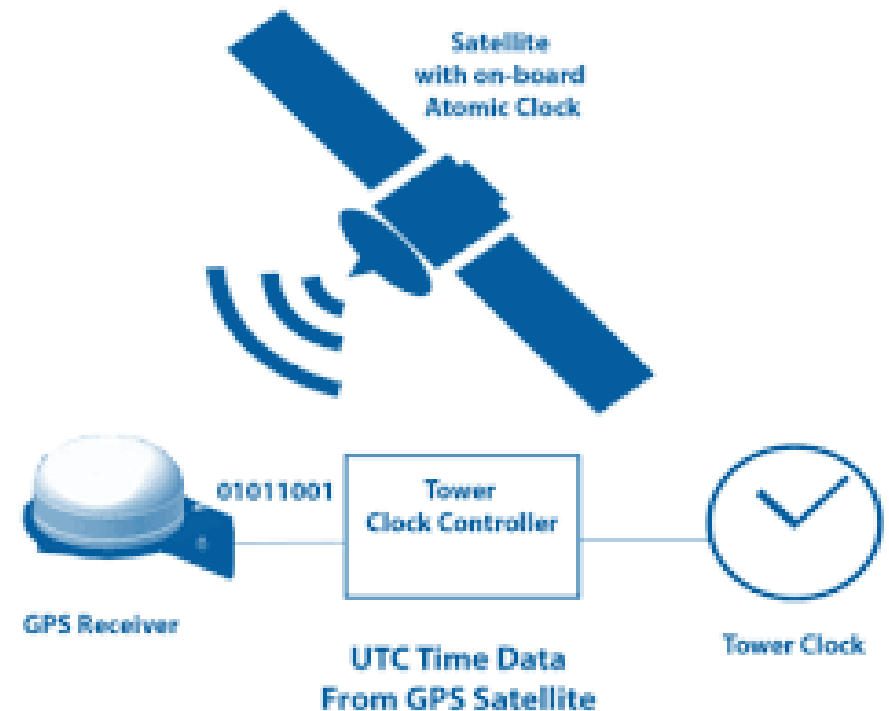 Satellite
with on-board
Atomic Clock
01011001
Tower
Clock Controller
GPS Receiver
Tower Clock
UTC Time Data
From GPS Satellite